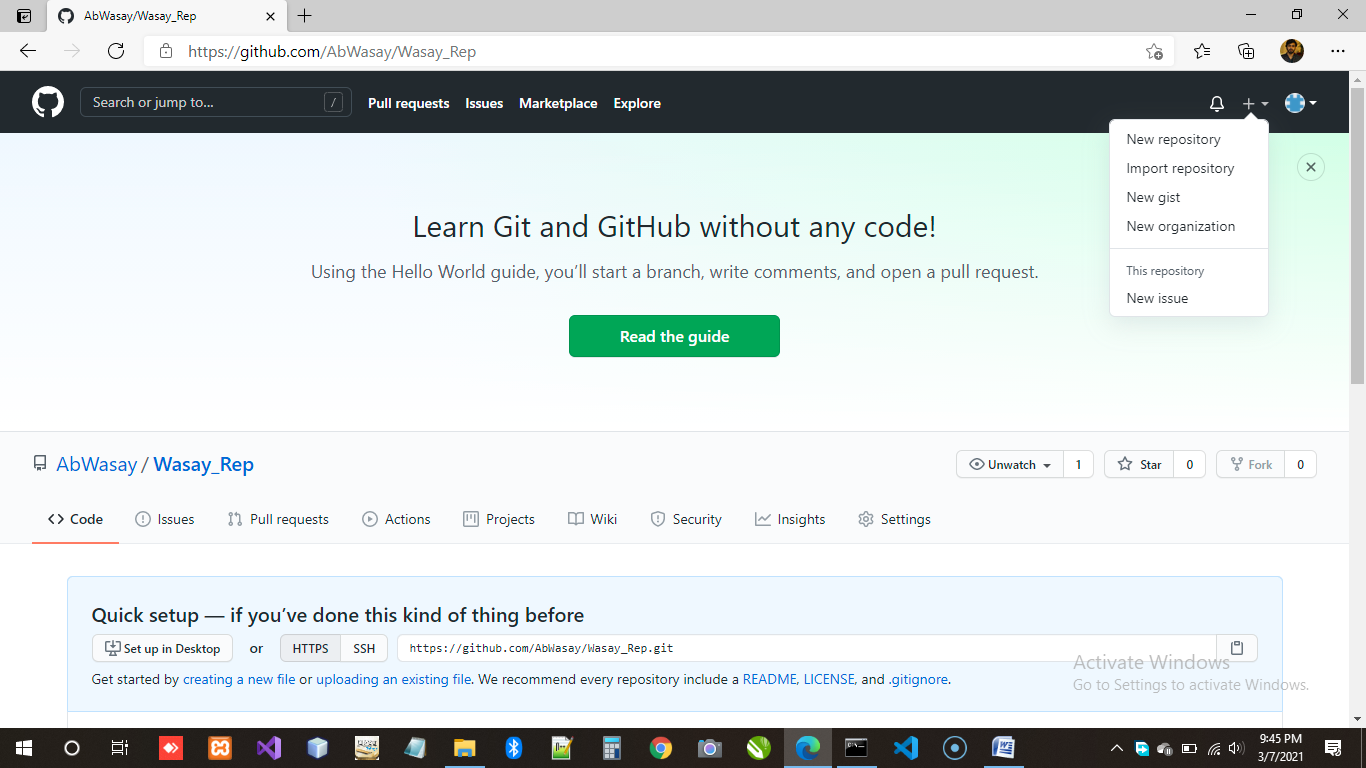 AbWasay/Wasay_Rep
https://github.com/AbWasay/Wasay_Rep
Search or jump to... /
Pull requests Issues Marketplace Explore
New repository
Import repository
New gist
New organization
This repository
New issue
Learn Git and GitHub without any code!
Using the Hello World guide, you’ll start a branch, write comments, and open a pull request.
Read the guide
AbWasay / Wasay_Rep
Unwatch 1 Star 0 Fork 0
Code Issues Pull requests Actions Projects Wiki Security Insights Settings
Quick setup — if you’ve done this kind of thing before
Set up in Desktop or HTTPS SSH https://github.com/AbWasay/Wasay_Rep.git
Get started by creating a new file or uploading an existing file. We recommend every repository include a README, LICENSE, and .gitignore.
Activate Windows
Go to Settings to activate Windows.
9:45 PM
3/7/2021